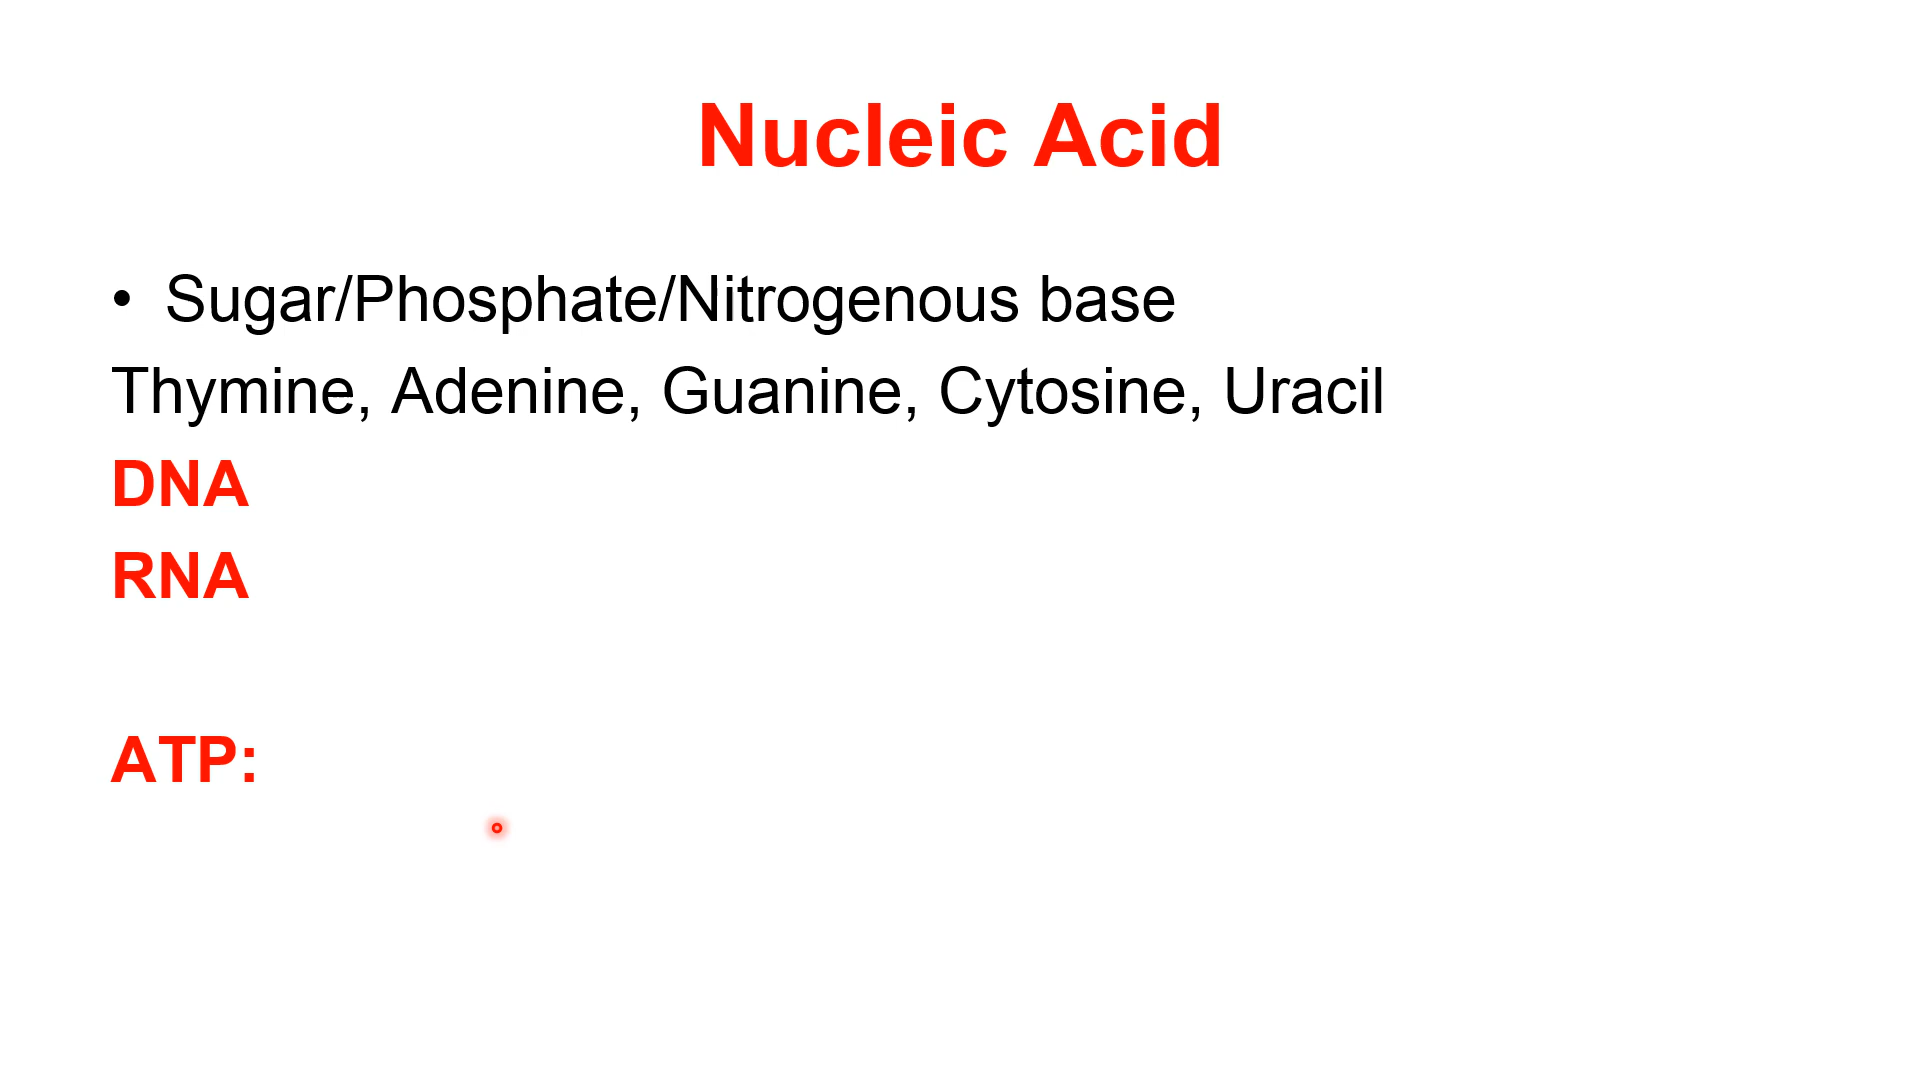 Nucleic Acid
• Sugar/Phosphate/Nitrogenous base
Thymine, Adenine, Guanine, Cytosine, Uracil
DNA
RNA
ATP: